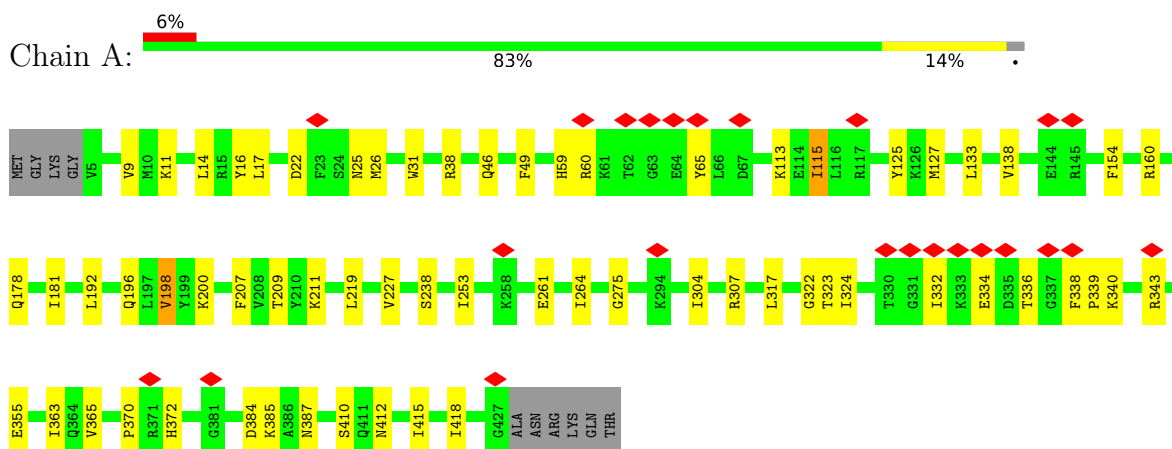 6%
Chain A:
83% 14% •
MET GLY LYS GLY V5 V9 M10 K11 L14 R15 Y16 L17 D22 F23 S24 N25 M26 W31 R38 Q46 F49 H59 R60 K61 T62 G63 E64 Y65 L66 D67 K113 E114 I115 L116 R117 Y125 K126 M127 L133 V138 E144 R145 F154 R160
Q178 I181 L192 Q196 L197 V198 Y199 K200 F207 V208 T209 Y210 K211 L219 V227 S238 I253 K258 E261 I264 G275 K294 I304 R307 L317 G322 T323 I324 T330 G331 I332 K333 E334 D335 T336 G337 F338 P339 K340 R343
E355 I363 Q364 V365 P370 R371 H372 G381 D384 K385 A386 N387 S410 Q411 N412 I415 I418 G427 ALA ASN ARG LYS GLN THR